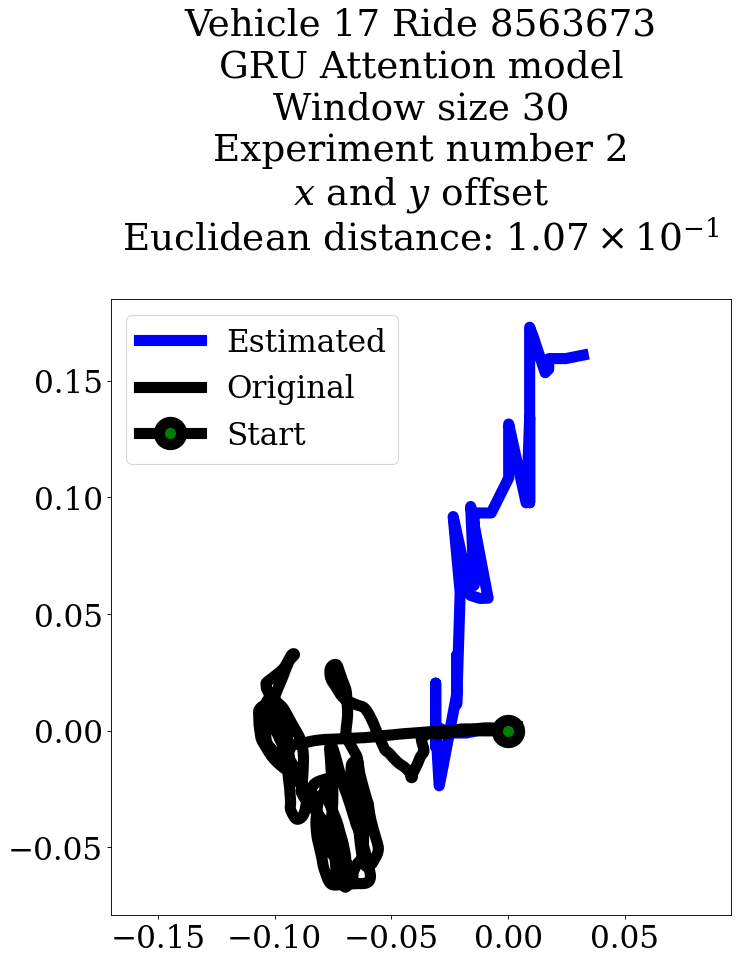 Vehicle 17 Ride 8563673
GRU Attention model
Window size 30
Experiment number 2
x and y offset
Euclidean distance: 1.07 × 10⁻¹
Estimated
Original
Start
0.15
0.10
0.05
0.00
−0.05
−0.15 −0.10 −0.05 0.00 0.05